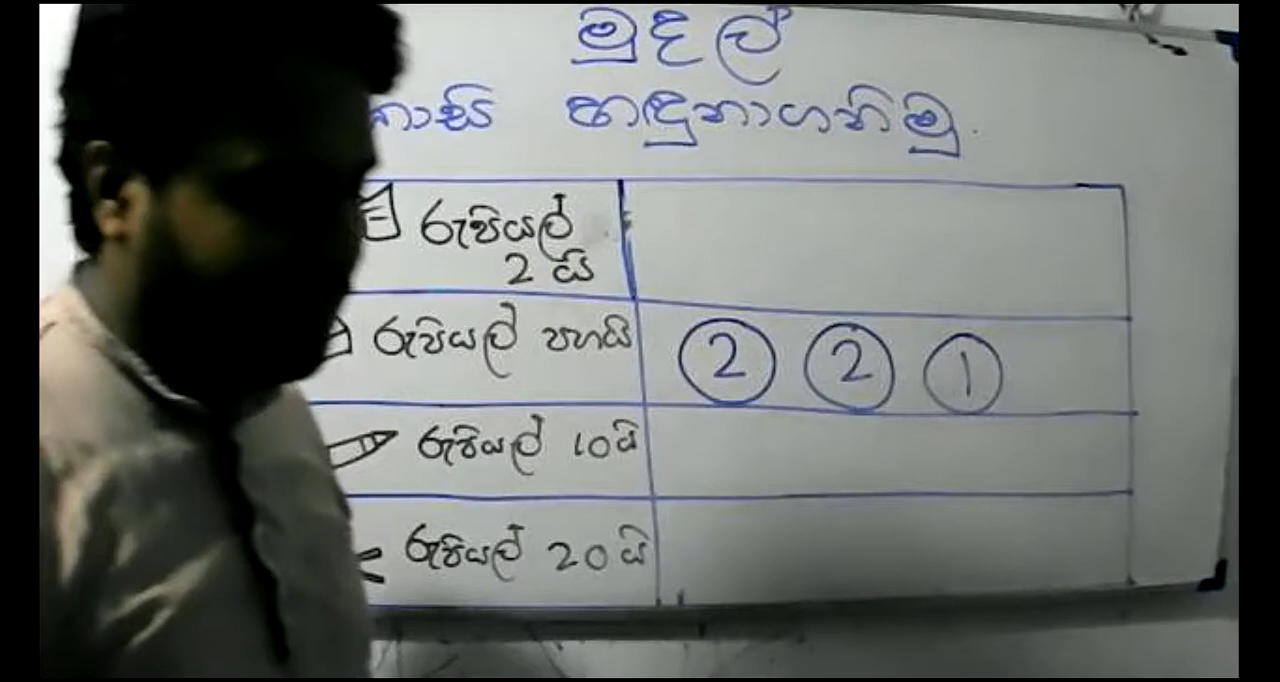 මුදල්
කාසි හඳුනාගනිමු.
රුපියල්
2 යි
රුපියල් පහයි 2 2 1
රුපියල් 10 යි
රුපියල් 20 යි